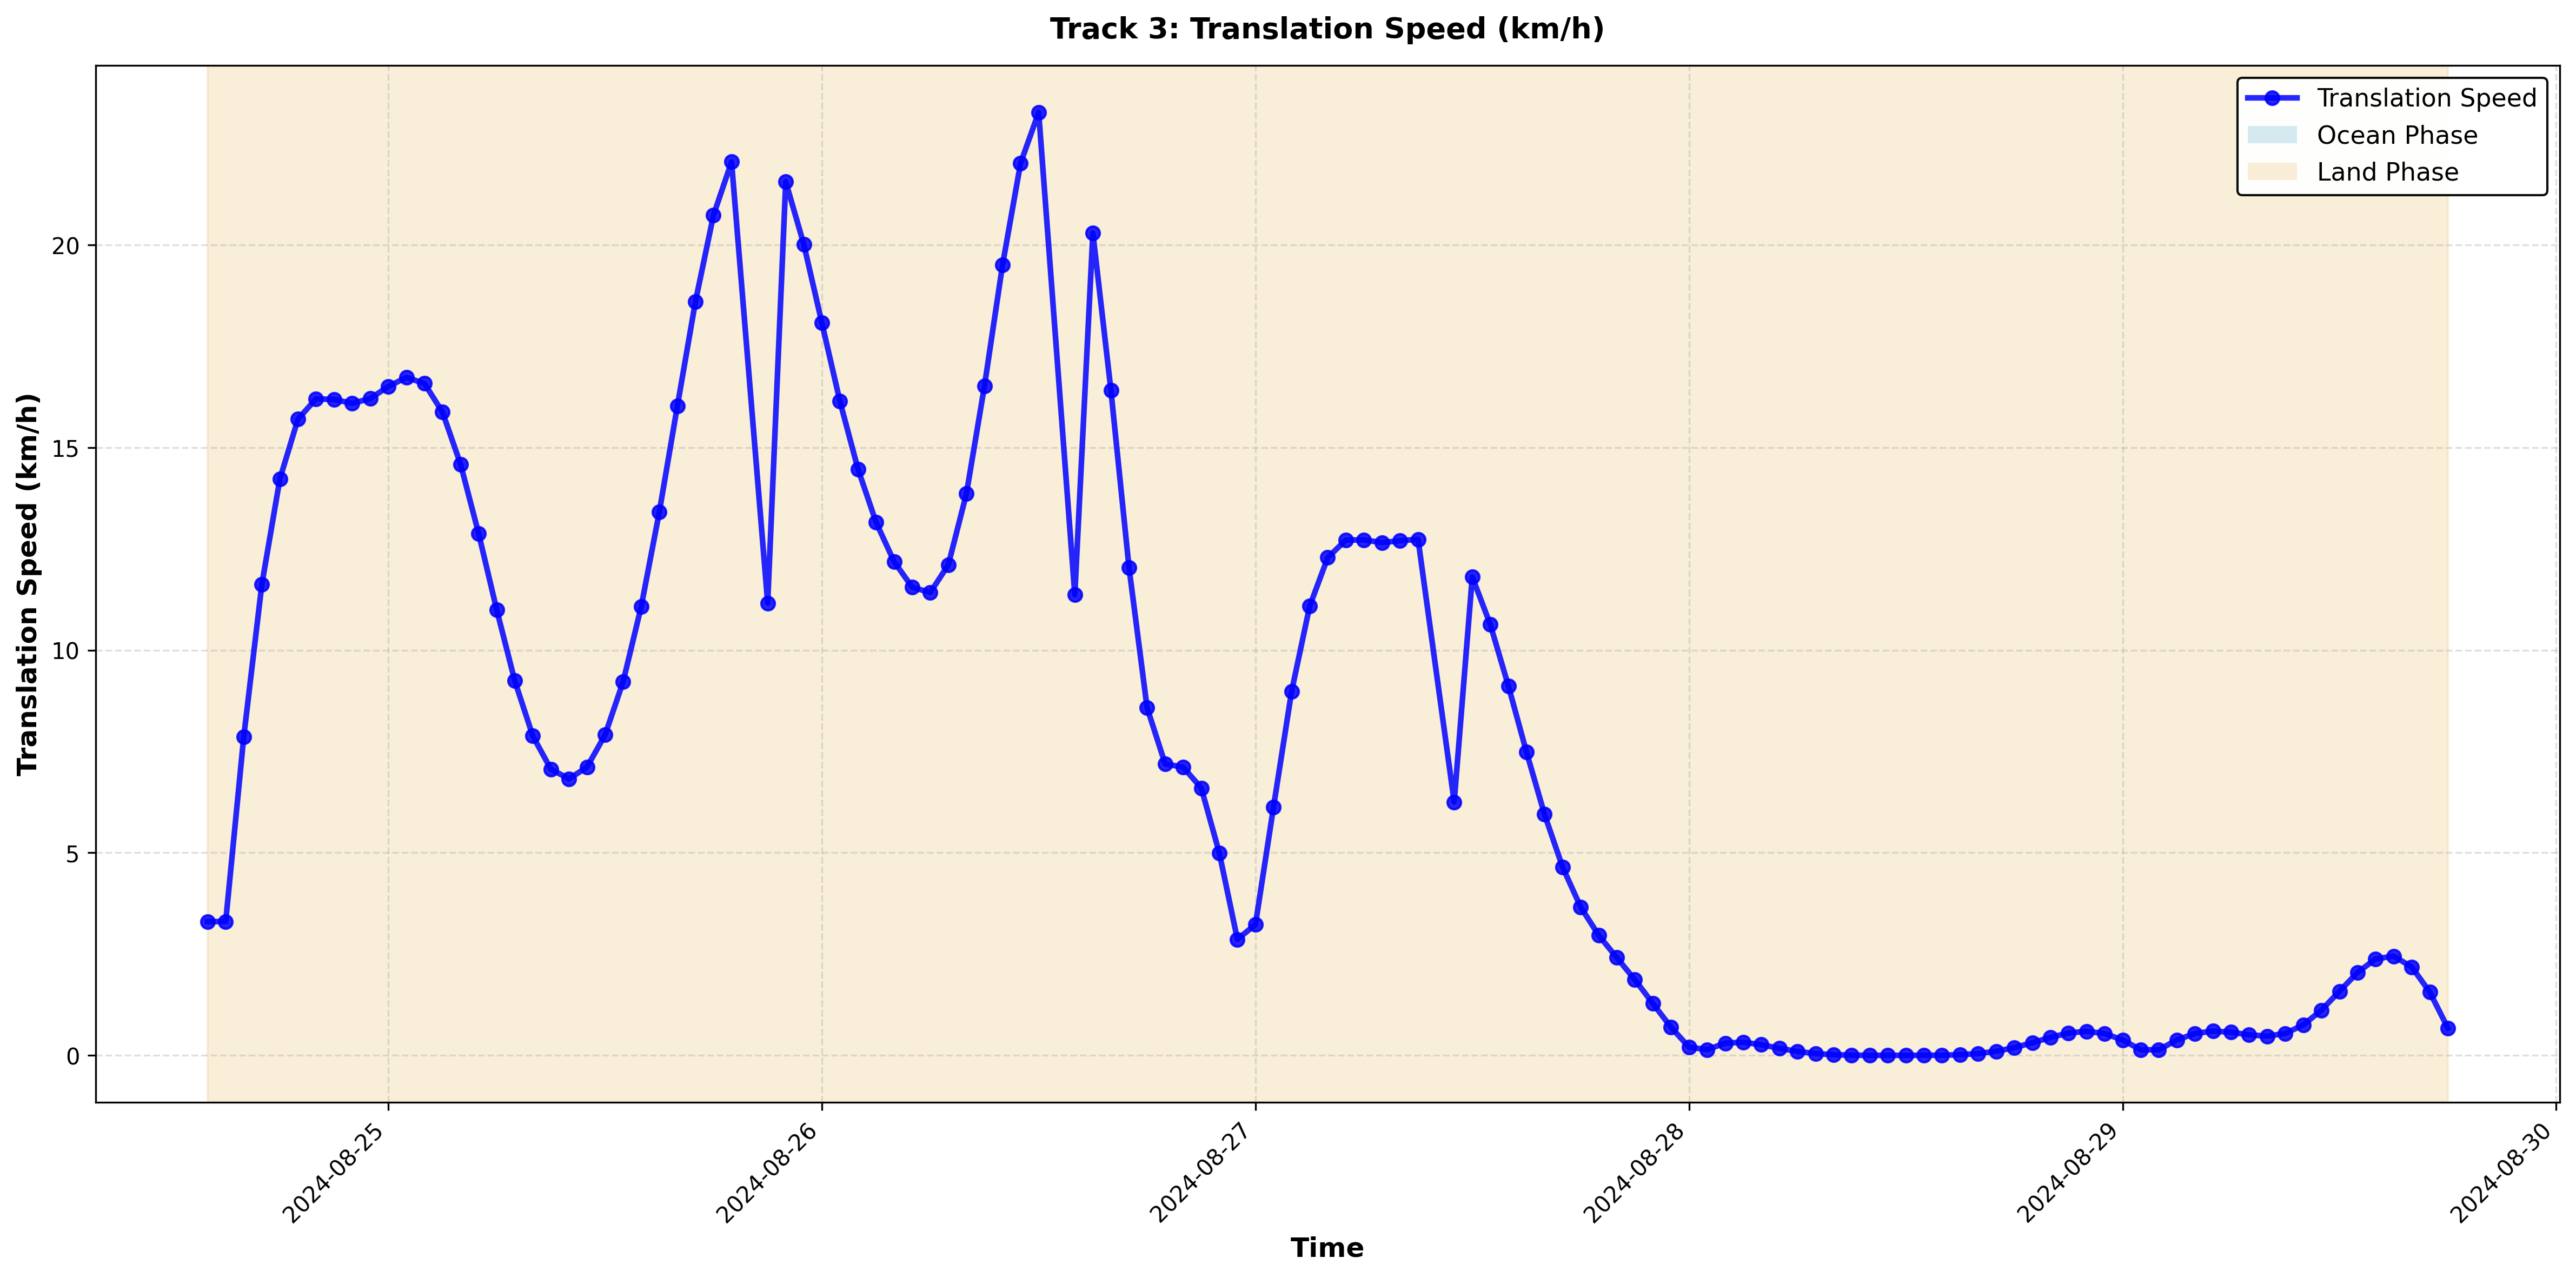 Track 3: Translation Speed (km/h)
Translation Speed
Ocean Phase
Land Phase
Translation Speed (km/h)
20
15
10
5
0
2024-08-25
2024-08-26
2024-08-27
2024-08-28
2024-08-29
2024-08-30
Time